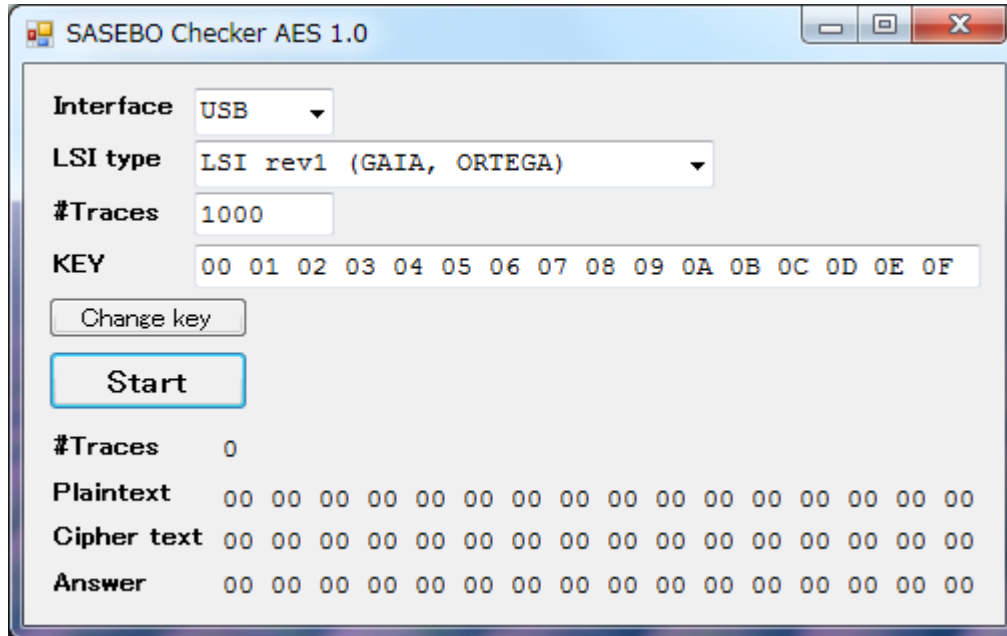 SASEBO Checker AES 1.0
Interface USB
LSI type LSI rev1 (GAIA, ORTEGA)
#Traces 1000
KEY 00 01 02 03 04 05 06 07 08 09 0A 0B 0C 0D 0E 0F
Change key
Start
#Traces 0
Plaintext 00 00 00 00 00 00 00 00 00 00 00 00 00 00 00 00
Cipher text 00 00 00 00 00 00 00 00 00 00 00 00 00 00 00 00
Answer 00 00 00 00 00 00 00 00 00 00 00 00 00 00 00 00